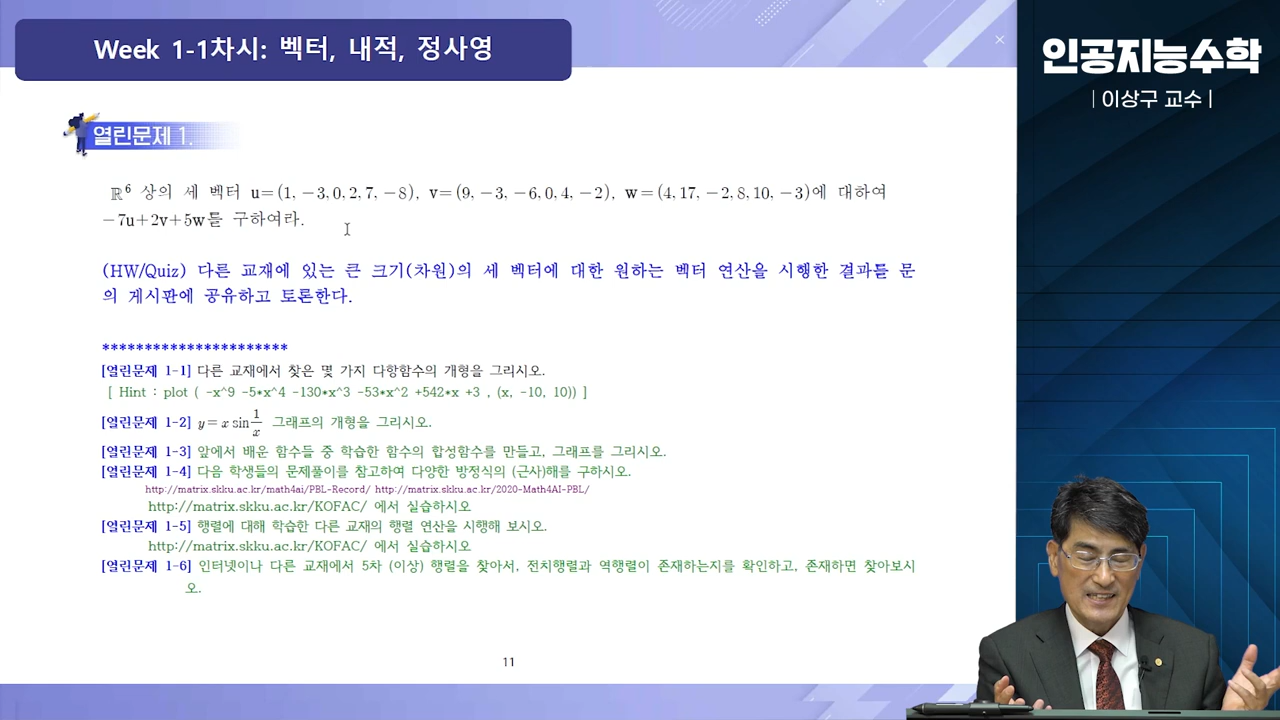 Week 1-1차시: 벡터, 내적, 정사영
인공지능수학
| 이상구 교수 |
열린문제 1.
ℝ⁶ 상의 세 벡터 u=(1, −3, 0, 2, 7, −8), v=(9, −3, −6, 0, 4, −2), w=(4, 17, −2, 8, 10, −3)에 대하여
−7u+2v+5w를 구하여라.
(HW/Quiz) 다른 교재에 있는 큰 크기(차원)의 세 벡터에 대한 원하는 벡터 연산을 시행한 결과를 문
의 게시판에 공유하고 토론한다.
**********************
[열린문제 1-1] 다른 교재에서 찾은 몇 가지 다항함수의 개형을 그리시오.
[ Hint : plot ( -x^9 -5*x^4 -130*x^3 -53*x^2 +542*x +3 , (x, -10, 10)) ]
[열린문제 1-2] y = x sin 1/x 그래프의 개형을 그리시오.
[열린문제 1-3] 앞에서 배운 함수들 중 학습한 함수의 합성함수를 만들고, 그래프를 그리시오.
[열린문제 1-4] 다음 학생들의 문제풀이를 참고하여 다양한 방정식의 (근사)해를 구하시오.
http://matrix.skku.ac.kr/math4ai/PBL-Record/ http://matrix.skku.ac.kr/2020-Math4AI-PBL/
http://matrix.skku.ac.kr/KOFAC/ 에서 실습하시오
[열린문제 1-5] 행렬에 대해 학습한 다른 교재의 행렬 연산을 시행해 보시오.
http://matrix.skku.ac.kr/KOFAC/ 에서 실습하시오
[열린문제 1-6] 인터넷이나 다른 교재에서 5차 (이상) 행렬을 찾아서, 전치행렬과 역행렬이 존재하는지를 확인하고, 존재하면 찾아보시
오.
11